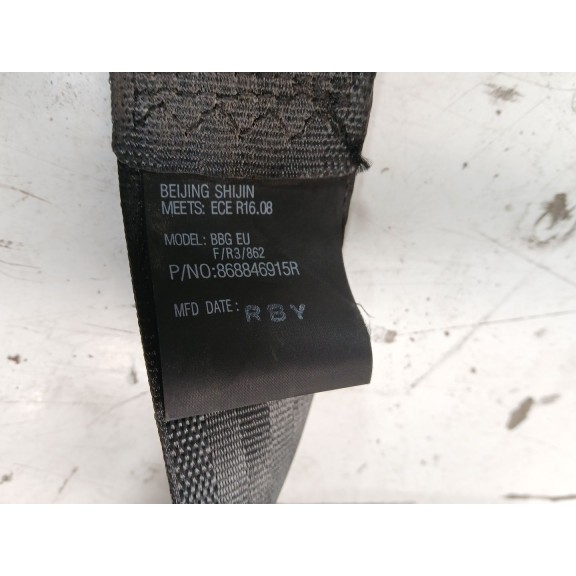 BEIJING SHIJIN
MEETS: ECE R16.08
MODEL: BBG EU
F/R3/862
P/NO:868846915R
MFD DATE: RBY